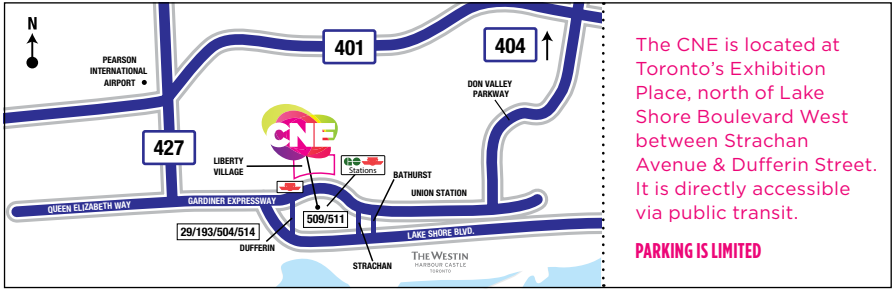 N
PEARSON
INTERNATIONAL
AIRPORT
401
404
DON VALLEY
PARKWAY
427
CNE
LIBERTY
VILLAGE
GO
Stations
BATHURST
UNION STATION
QUEEN ELIZABETH WAY
GARDINER EXPRESSWAY
509/511
29/193/504/514
DUFFERIN
LAKE SHORE BLVD.
STRACHAN
THE WESTIN
HARBOUR CASTLE
TORONTO
The CNE is located at
Toronto's Exhibition
Place, north of Lake
Shore Boulevard West
between Strachan
Avenue & Dufferin Street.
It is directly accessible
via public transit.
PARKING IS LIMITED